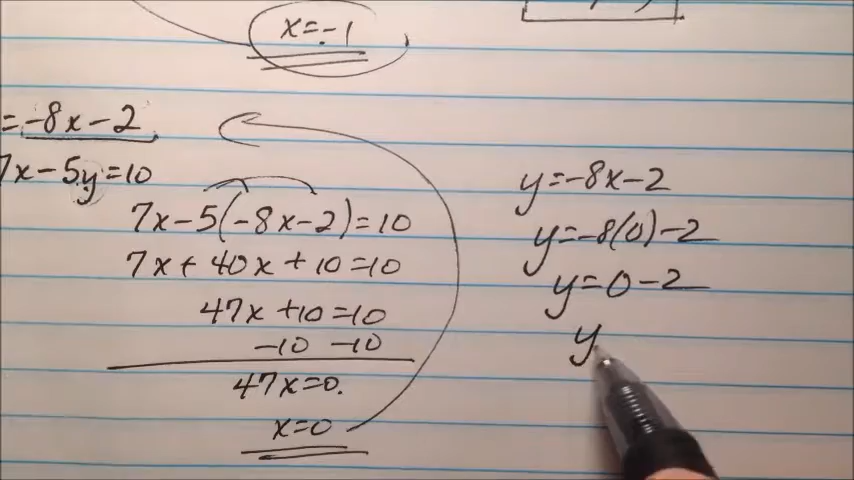 x=-1
=-8x-2
7x-5y=10
7x-5(-8x-2)=10
7x+40x+10=10
47x+10=10
-10 -10
47x=0.
x=0
y=-8x-2
y=-8(0)-2
y=0-2
y